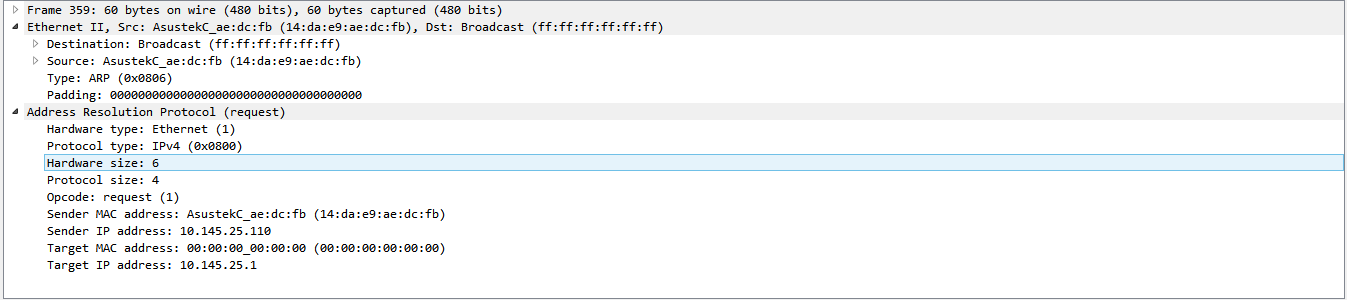 Frame 359: 60 bytes on wire (480 bits), 60 bytes captured (480 bits)
Ethernet II, Src: AsustekC_ae:dc:fb (14:da:e9:ae:dc:fb), Dst: Broadcast (ff:ff:ff:ff:ff:ff)
Destination: Broadcast (ff:ff:ff:ff:ff:ff)
Source: AsustekC_ae:dc:fb (14:da:e9:ae:dc:fb)
Type: ARP (0x0806)
Padding: 000000000000000000000000000000000000
Address Resolution Protocol (request)
Hardware type: Ethernet (1)
Protocol type: IPv4 (0x0800)
Hardware size: 6
Protocol size: 4
Opcode: request (1)
Sender MAC address: AsustekC_ae:dc:fb (14:da:e9:ae:dc:fb)
Sender IP address: 10.145.25.110
Target MAC address: 00:00:00_00:00:00 (00:00:00:00:00:00)
Target IP address: 10.145.25.1